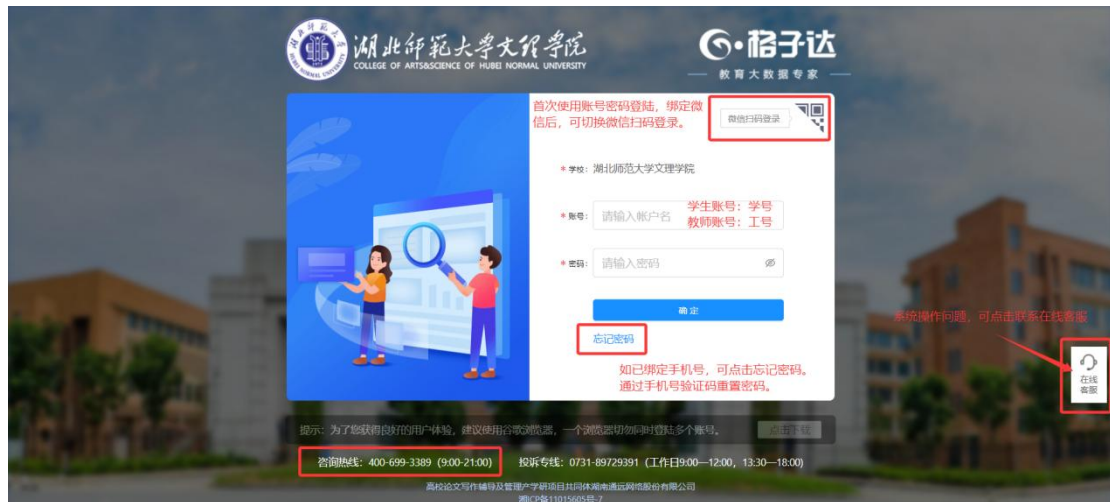 湖北师范大学文理学院
COLLEGE OF ARTS&SCIENCE OF HUBEI NORMAL UNIVERSITY
格子达
教育大数据专家
首次使用账号密码登陆，绑定微
信后，可切换微信扫码登录。
微信扫码登录
* 学校: 湖北师范大学文理学院
* 账号: 请输入帐户名
学生账号：学号
教师账号：工号
* 密码: 请输入密码
确 定
忘记密码
如已绑定手机号，可点击忘记密码。
通过手机号验证码重置密码。
系统操作问题，可点击联系在线客服
在线
客服
提示：为了您获得良好的用户体验，建议使用谷歌浏览器，一个浏览器切勿同时登陆多个账号。
点击下载
咨询热线：400-699-3389 (9:00-21:00)
投诉专线：0731-89729391 (工作日9:00—12:00，13:30—18:00)
高校论文写作辅导及管理产学研项目共同体湖南通远网络股份有限公司
湘ICP备11015605号-7